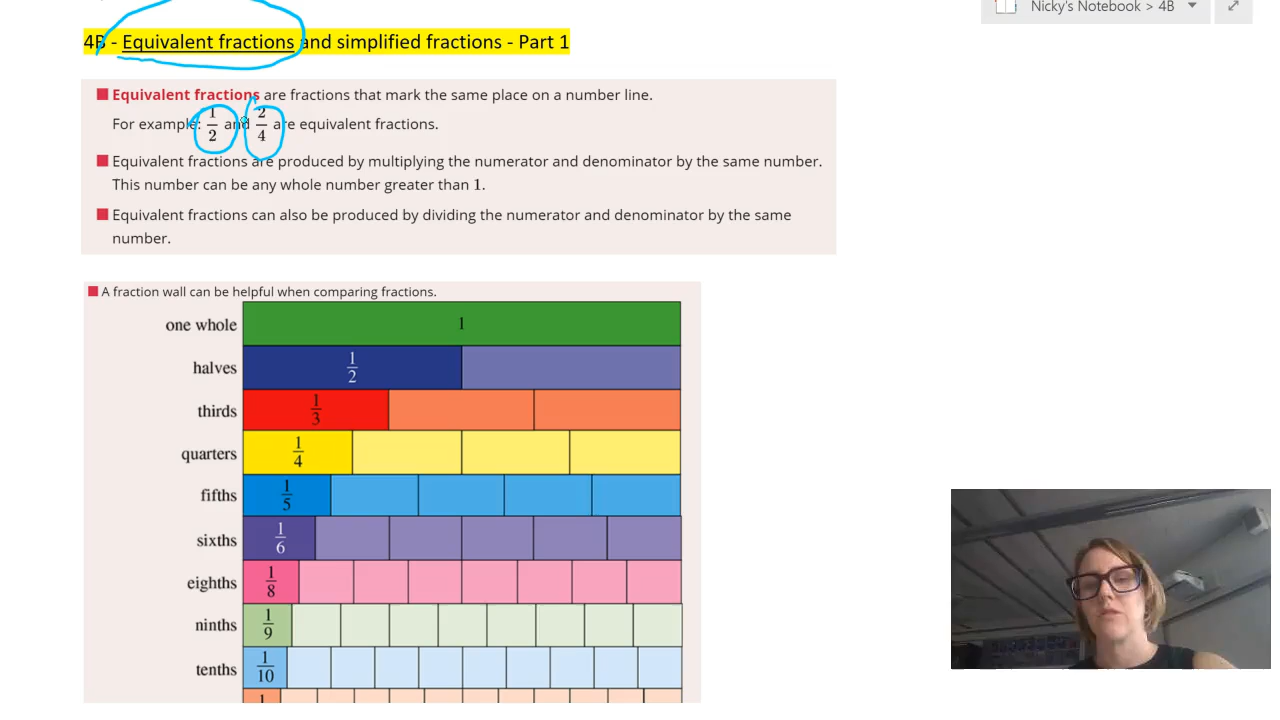 Nicky's Notebook > 4B
4B - Equivalent fractions and simplified fractions - Part 1
Equivalent fractions are fractions that mark the same place on a number line.
For example: 1/2 and 2/4 are equivalent fractions.
Equivalent fractions are produced by multiplying the numerator and denominator by the same number.
This number can be any whole number greater than 1.
Equivalent fractions can also be produced by dividing the numerator and denominator by the same
number.
A fraction wall can be helpful when comparing fractions.
one whole 1
halves 1/2
thirds 1/3
quarters 1/4
fifths 1/5
sixths 1/6
eighths 1/8
ninths 1/9
tenths 1/10
1